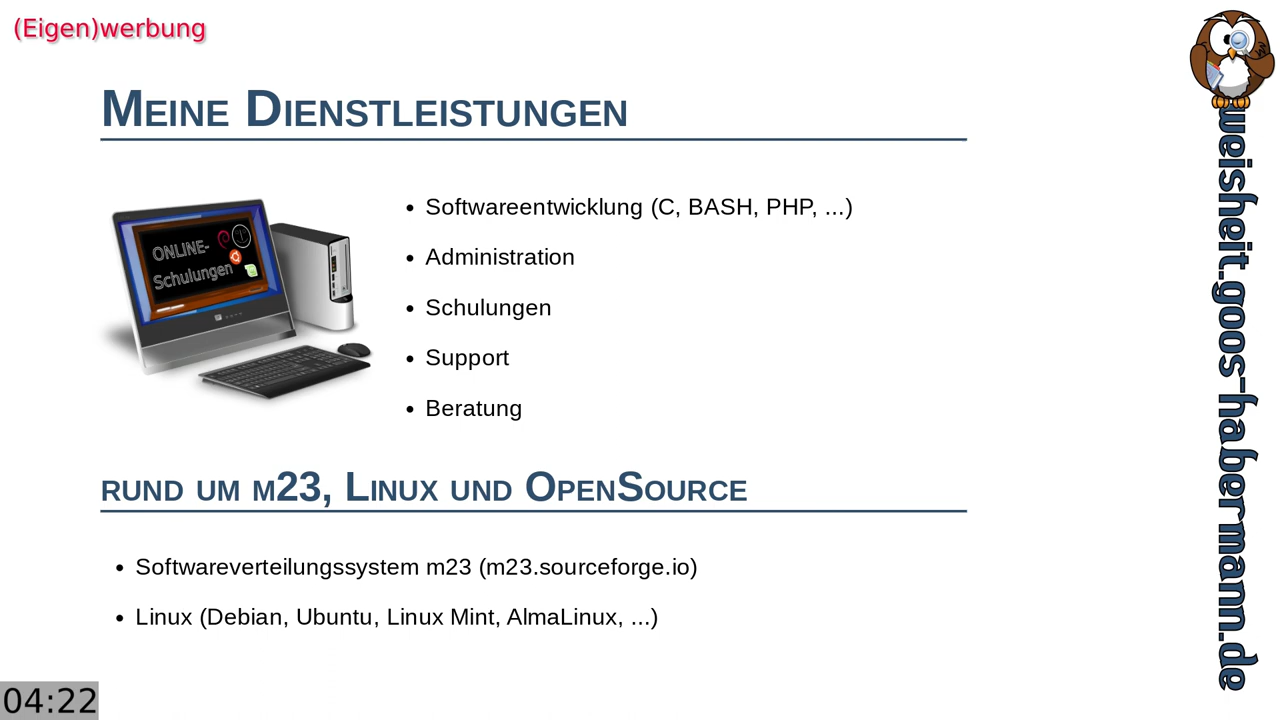 (Eigen)werbung
Meine Dienstleistungen
ONLINE-
Schulungen
• Softwareentwicklung (C, BASH, PHP, ...)
• Administration
• Schulungen
• Support
• Beratung
rund um m23, Linux und OpenSource
• Softwareverteilungssystem m23 (m23.sourceforge.io)
• Linux (Debian, Ubuntu, Linux Mint, AlmaLinux, ...)
04:22
weisheit.goos-habermann.de